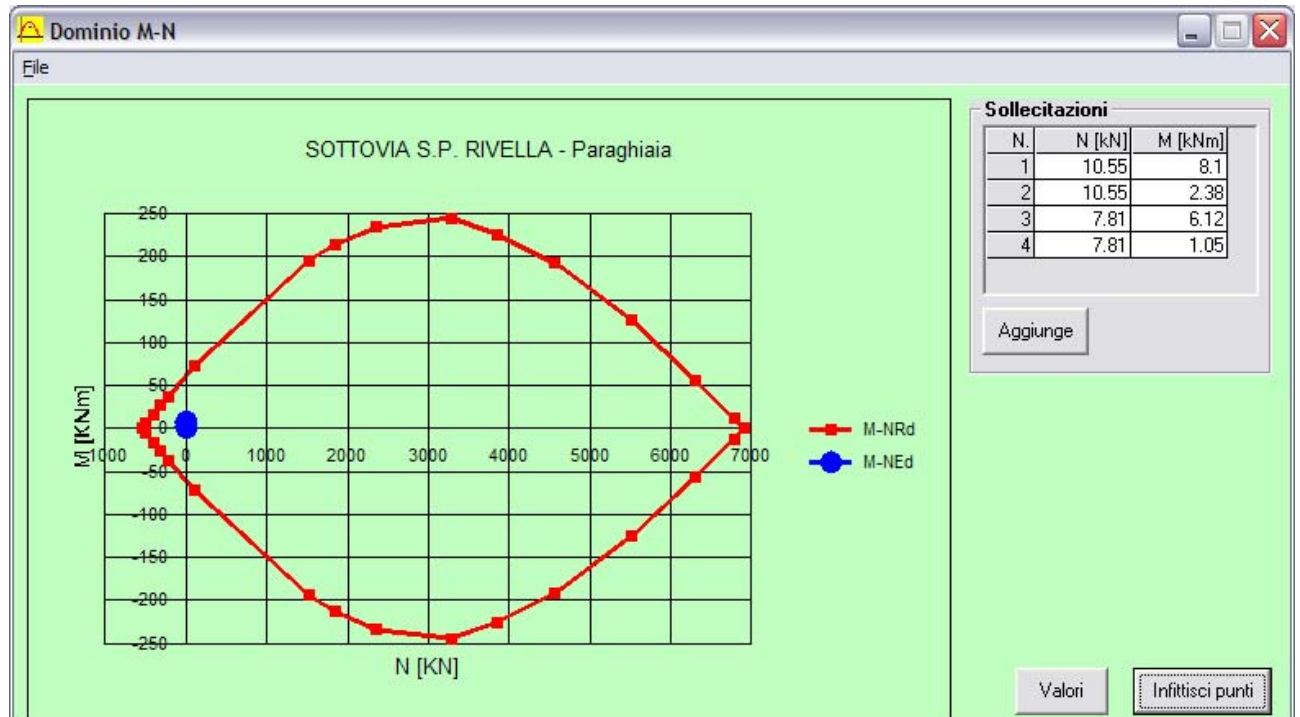 Dominio M-N
File
SOTTOVIA S.P. RIVELLA - Paraghiaia
250
200
150
100
50
0
-50
-100
-150
-200
-250
M [KNm]
1000 0 1000 2000 3000 4000 5000 6000 7000
N [KN]
M-NRd
M-NEd
Sollecitazioni
N. N [kN] M [kNm]
1 10.55 8.1
2 10.55 2.38
3 7.81 6.12
4 7.81 1.05
Aggiunge
Valori Infittisci punti